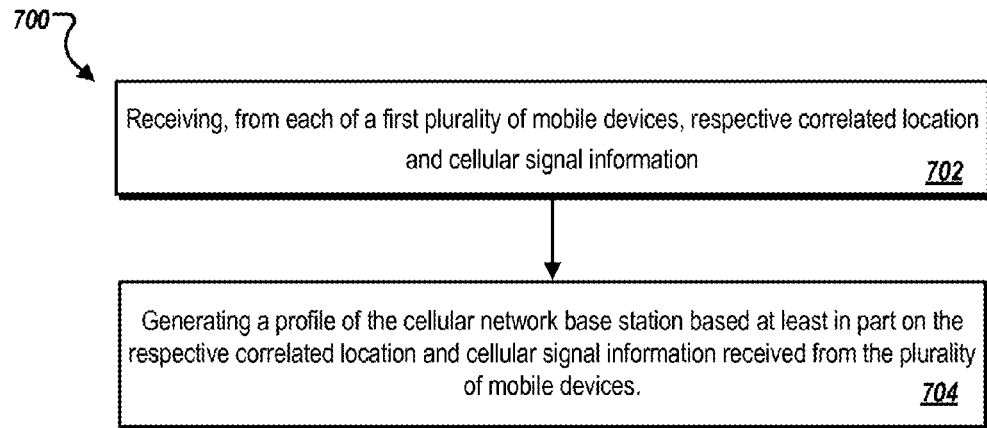 700
Receiving, from each of a first plurality of mobile devices, respective correlated location
and cellular signal information
702
Generating a profile of the cellular network base station based at least in part on the
respective correlated location and cellular signal information received from the plurality
of mobile devices.
704